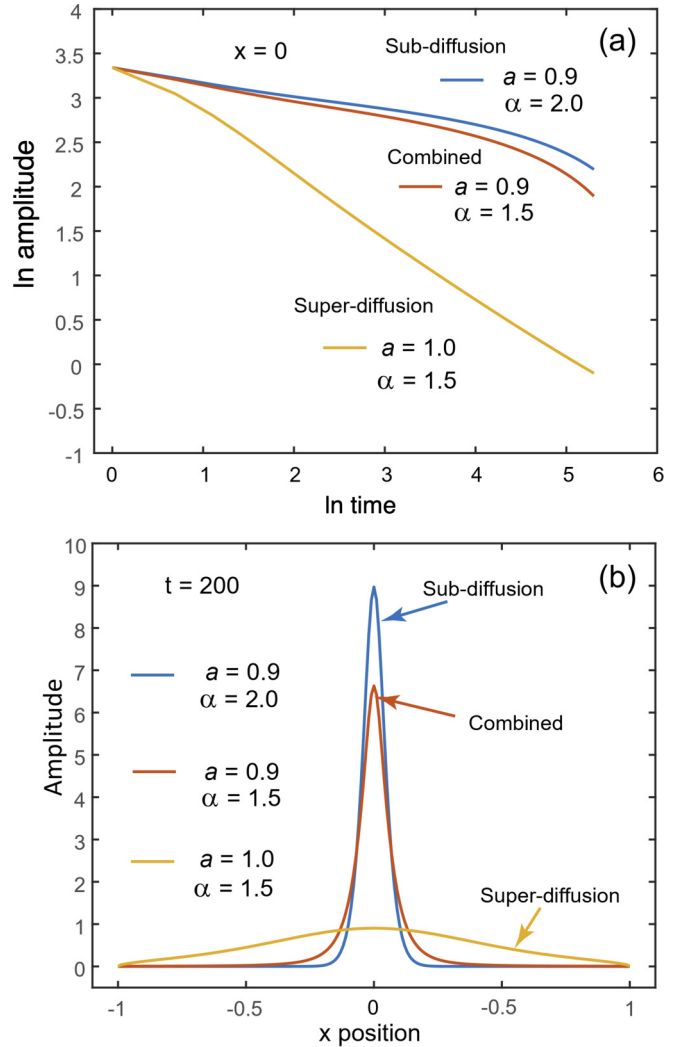 4
3.5
3
2.5
2
1.5
1
0.5
0
-0.5
-1
ln amplitude
x = 0
(a)
Sub-diffusion
a = 0.9
α = 2.0
Combined
a = 0.9
α = 1.5
Super-diffusion
a = 1.0
α = 1.5
0 1 2 3 4 5 6
ln time
10
9
8
7
6
5
4
3
2
1
0
Amplitude
t = 200
(b)
Sub-diffusion
a = 0.9
α = 2.0
Combined
a = 0.9
α = 1.5
a = 1.0
α = 1.5
Super-diffusion
-1 -0.5 0 -0.5 1
x position